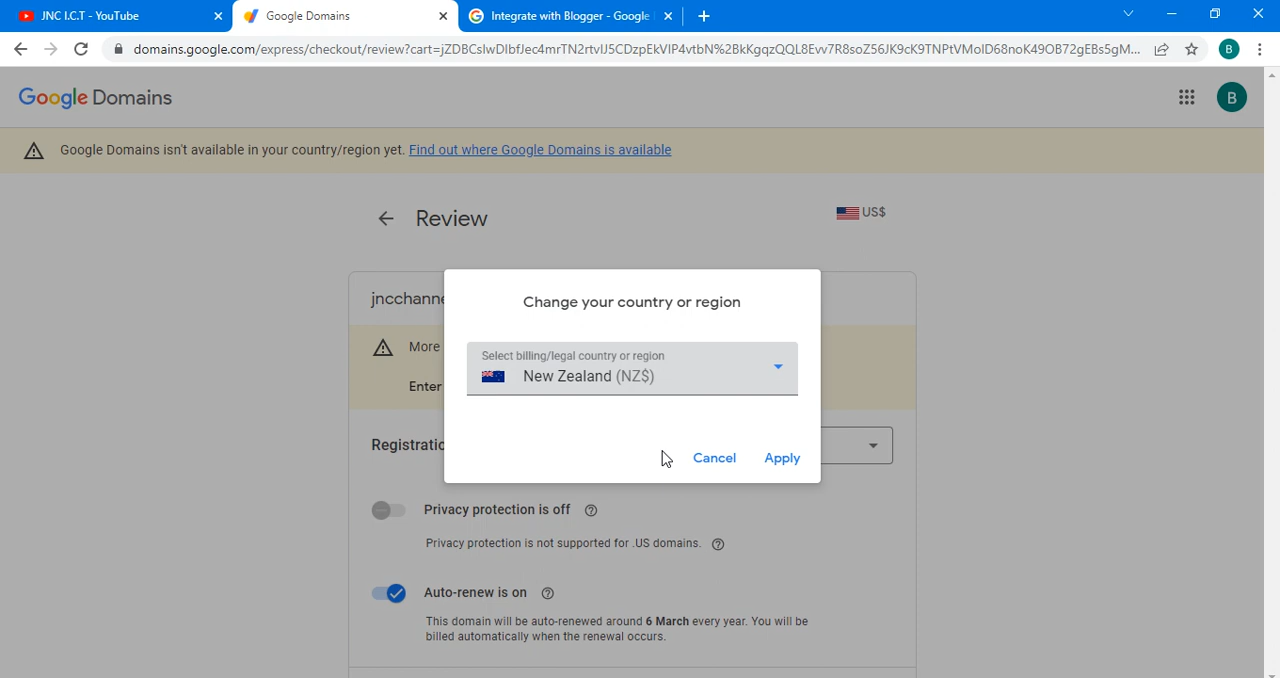 JNC I.C.T - YouTube
Google Domains
Integrate with Blogger - Google
domains.google.com/express/checkout/review?cart=jZDBCsIwDIbfJec4mrTN2rtvIJ5CDzpEkVIP4vtbN%2BkKgqzQQL8Evv7R8soZ56JK9cK9TNPtVMoID68noK49OB72gEBs5gM...
B
Google Domains
B
Google Domains isn't available in your country/region yet. Find out where Google Domains is available
Review
US$
jncchanne
Change your country or region
More
Select billing/legal country or region
New Zealand (NZ$)
Enter
Registratio
Cancel
Apply
Privacy protection is off
Privacy protection is not supported for .US domains.
Auto-renew is on
This domain will be auto-renewed around 6 March every year. You will be
billed automatically when the renewal occurs.